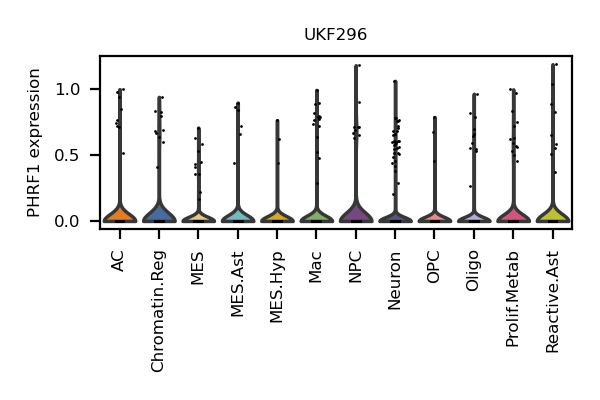 UKF296
PHRF1 expression
1.0
0.5
0.0
AC
Chromatin.Reg
MES
MES.Ast
MES.Hyp
Mac
NPC
Neuron
OPC
Oligo
Prolif.Metab
Reactive.Ast